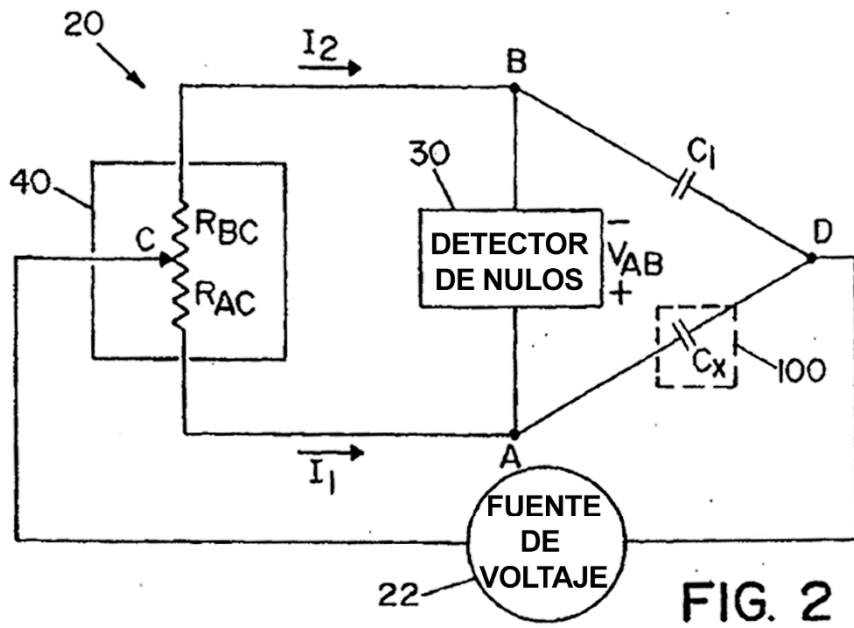 20
I2
B
40
30
C1
C
RBC
RAC
DETECTOR
DE NULOS
-
VAB
+
D
Cx
100
A
I1
FUENTE
DE
VOLTAJE
22
FIG. 2